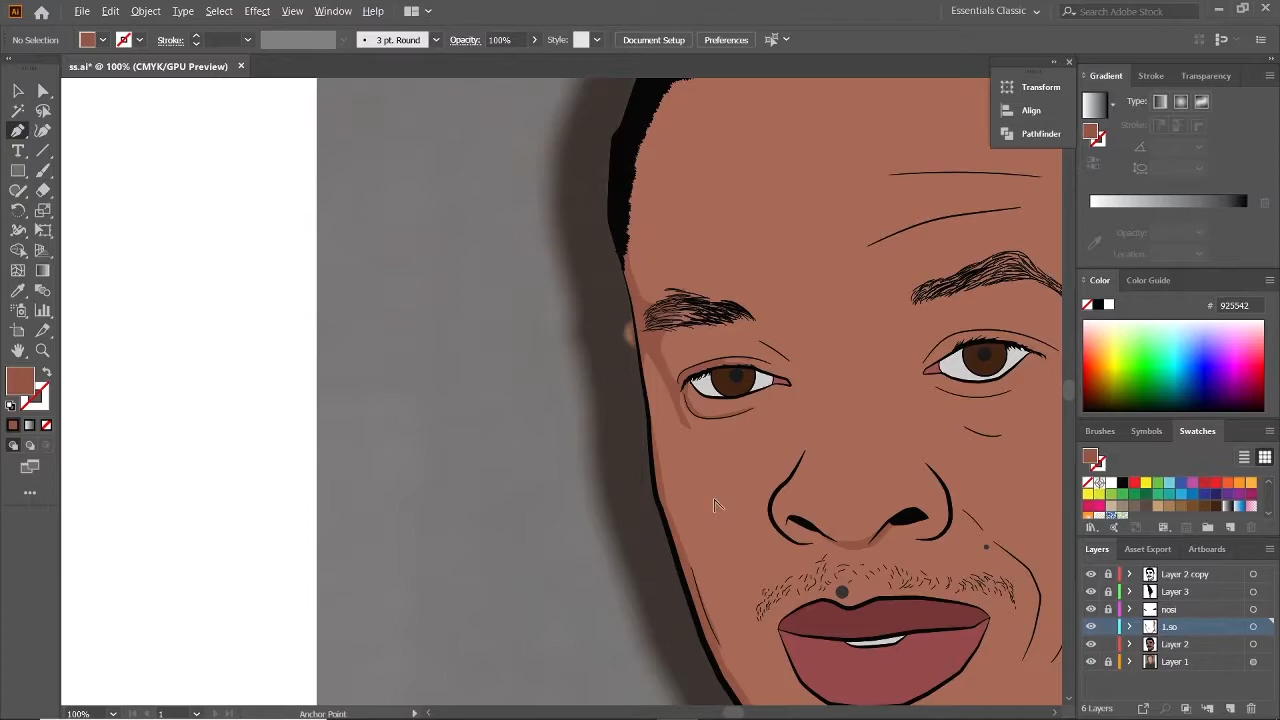 Ai File Edit Object Type Select Effect View Window Help Essentials Classic Search Adobe Stock
No Selection Stroke: 3 pt. Round Opacity: 100% Style: Document Setup Preferences
ss.ai* @ 100% (CMYK/GPU Preview)
Transform
Align
Pathfinder
Gradient Stroke Transparency
Type:
Stroke:
Opacity:
Location:
Color Color Guide
# 925542
Brushes Symbols Swatches
Layers Asset Export Artboards
Layer 2 copy
Layer 3
nosi
1.so
Layer 2
Layer 1
6 Layers
100% 1 Anchor Point